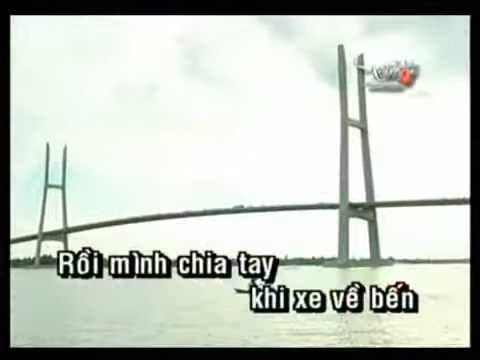 Rồi mình chia tay
khi xe về bến